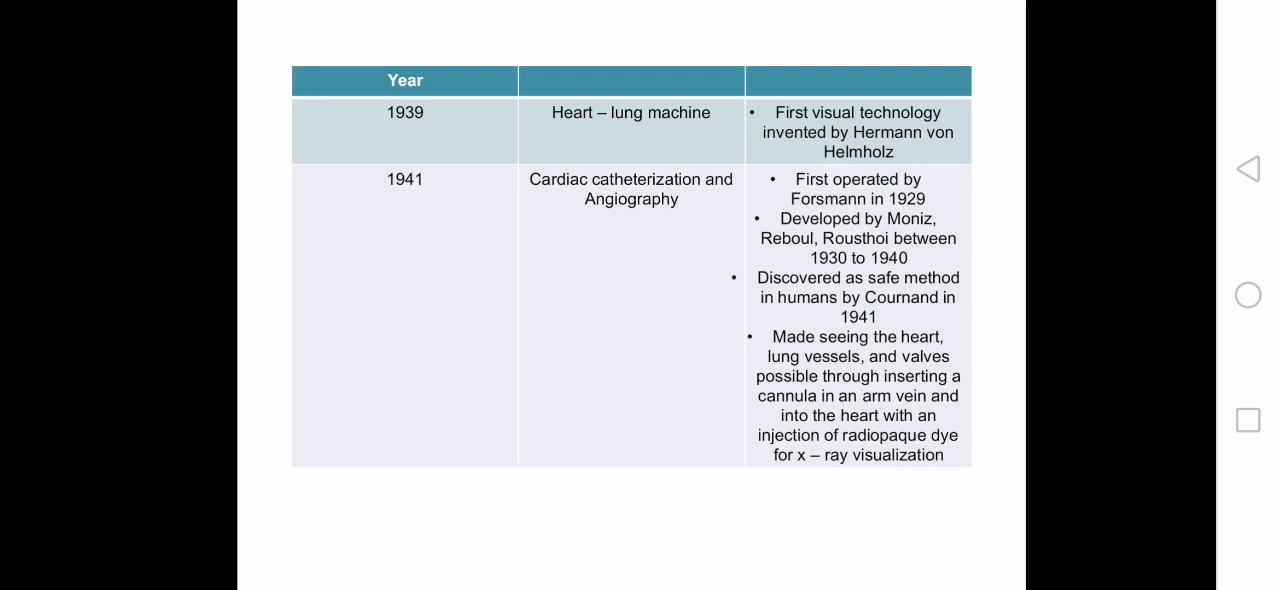 Year
1939
Heart – lung machine
• First visual technology
invented by Hermann von
Helmholz
1941
Cardiac catheterization and
Angiography
• First operated by
Forsmann in 1929
• Developed by Moniz,
Reboul, Rousthoi between
1930 to 1940
• Discovered as safe method
in humans by Cournand in
1941
• Made seeing the heart,
lung vessels, and valves
possible through inserting a
cannula in an arm vein and
into the heart with an
injection of radiopaque dye
for x – ray visualization